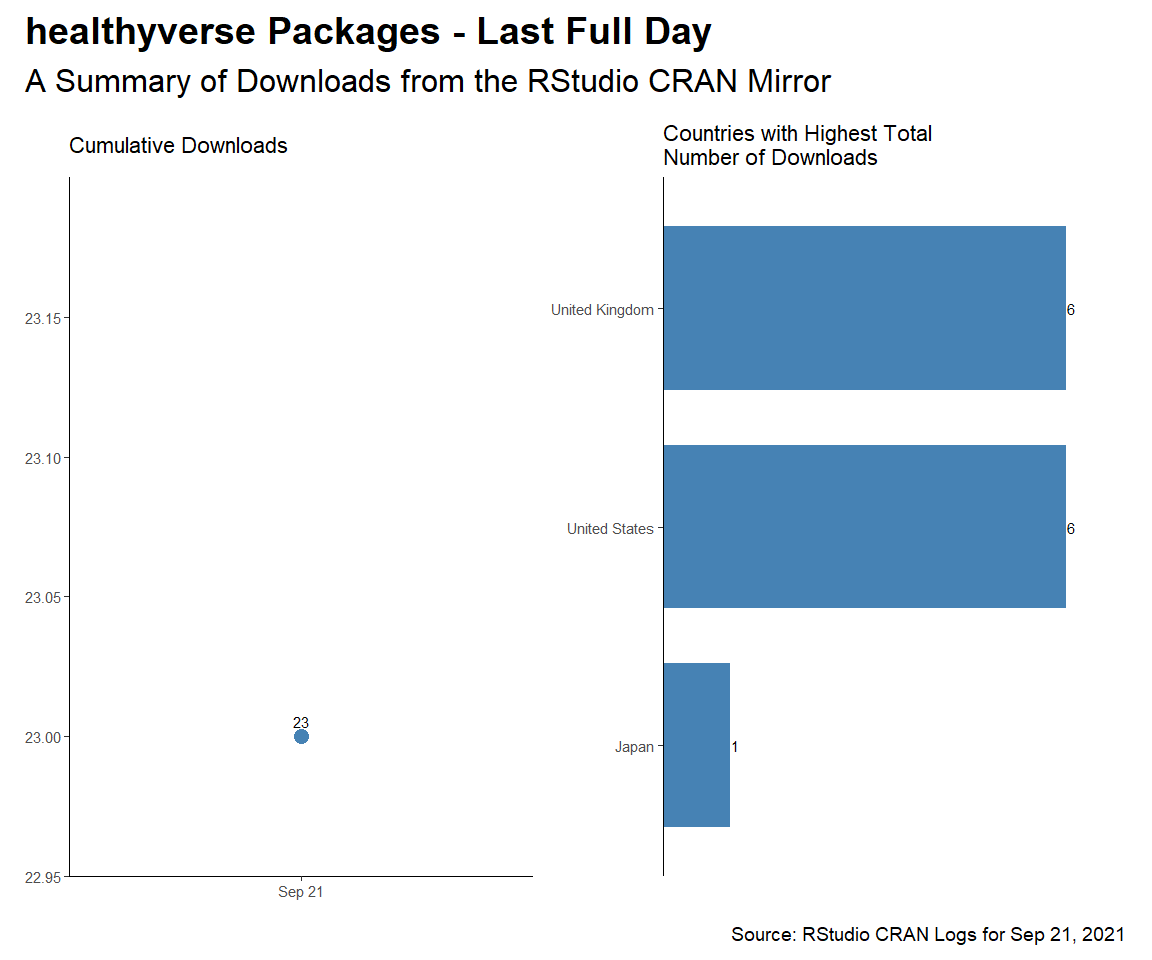 healthyverse Packages - Last Full Day
A Summary of Downloads from the RStudio CRAN Mirror
Cumulative Downloads
23.15
23.10
23.05
23.00
22.95
23
Sep 21
Countries with Highest Total
Number of Downloads
United Kingdom
6
United States
6
Japan
1
Source: RStudio CRAN Logs for Sep 21, 2021